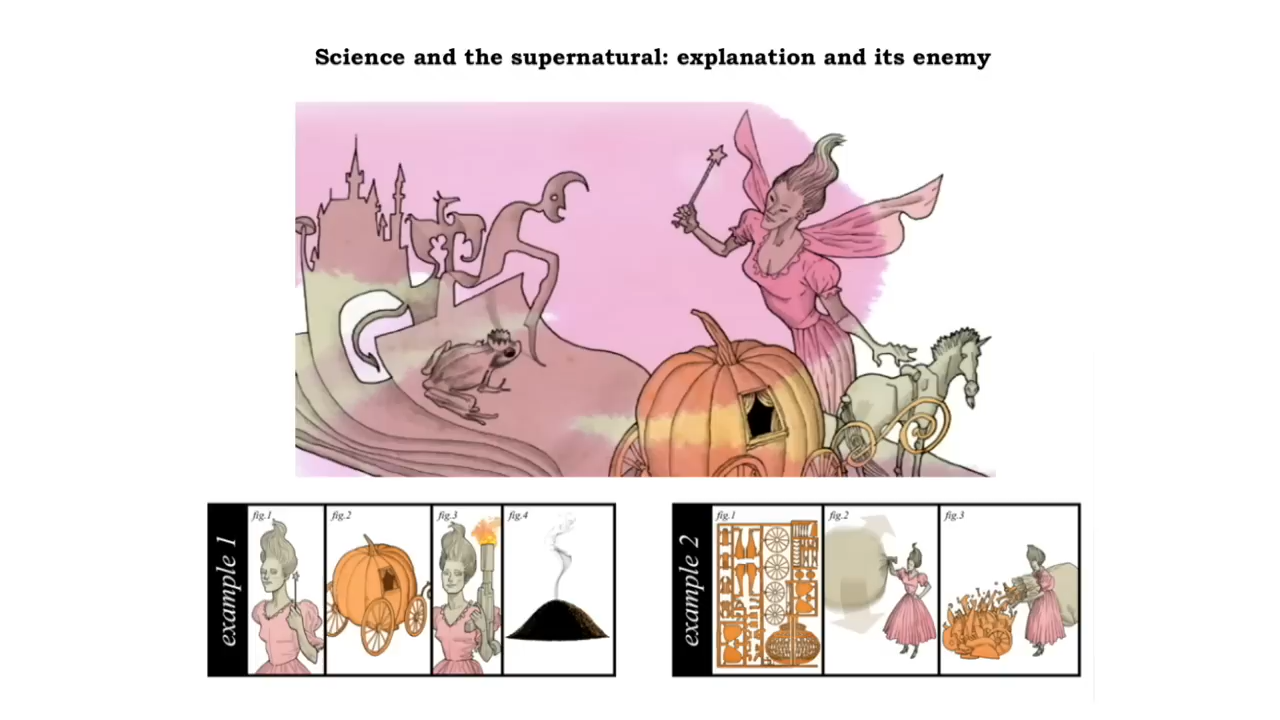 Science and the supernatural: explanation and its enemy
example 1
fig.1
fig.2
fig.3
fig.4
example 2
fig.1
fig.2
fig.3